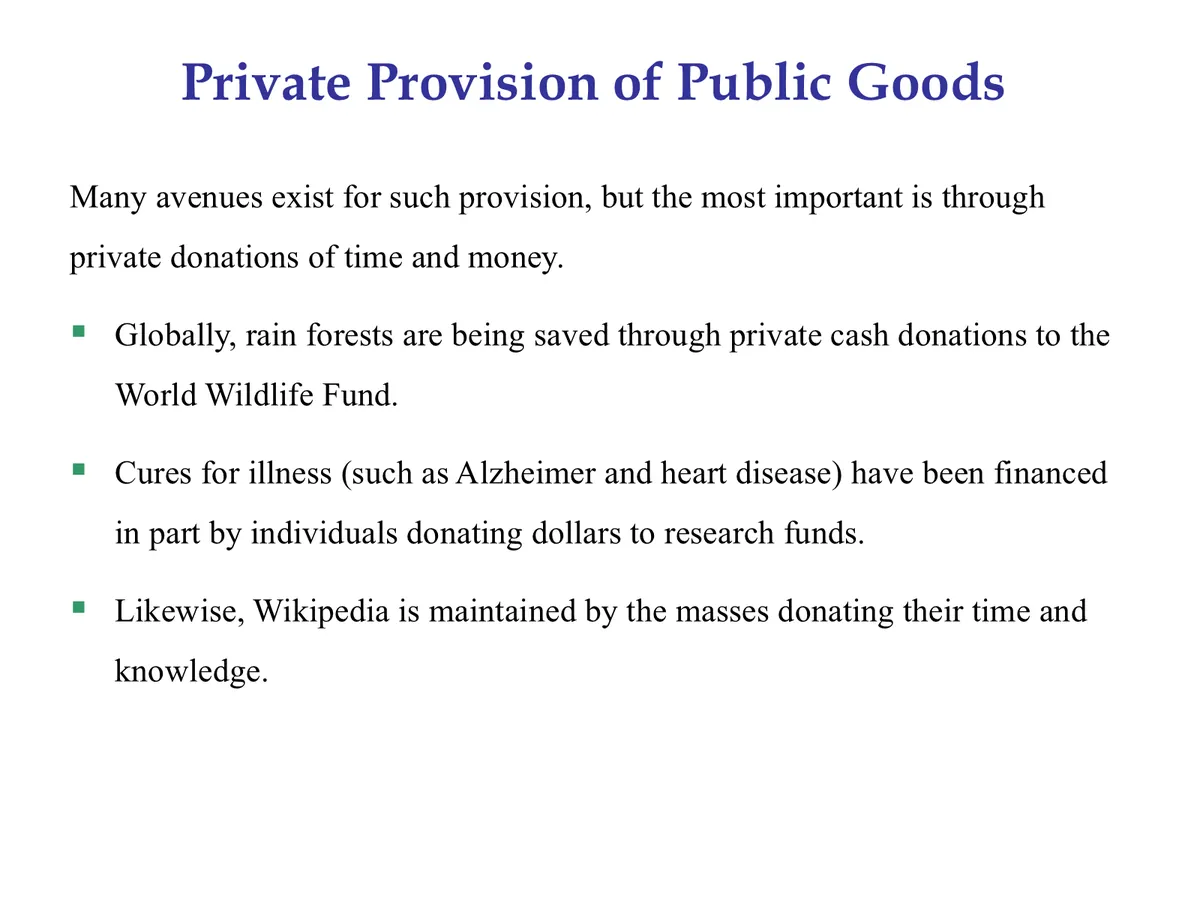 Private Provision of Public Goods
Many avenues exist for such provision, but the most important is through
private donations of time and money.
▪ Globally, rain forests are being saved through private cash donations to the
World Wildlife Fund.
▪ Cures for illness (such as Alzheimer and heart disease) have been financed
in part by individuals donating dollars to research funds.
▪ Likewise, Wikipedia is maintained by the masses donating their time and
knowledge.